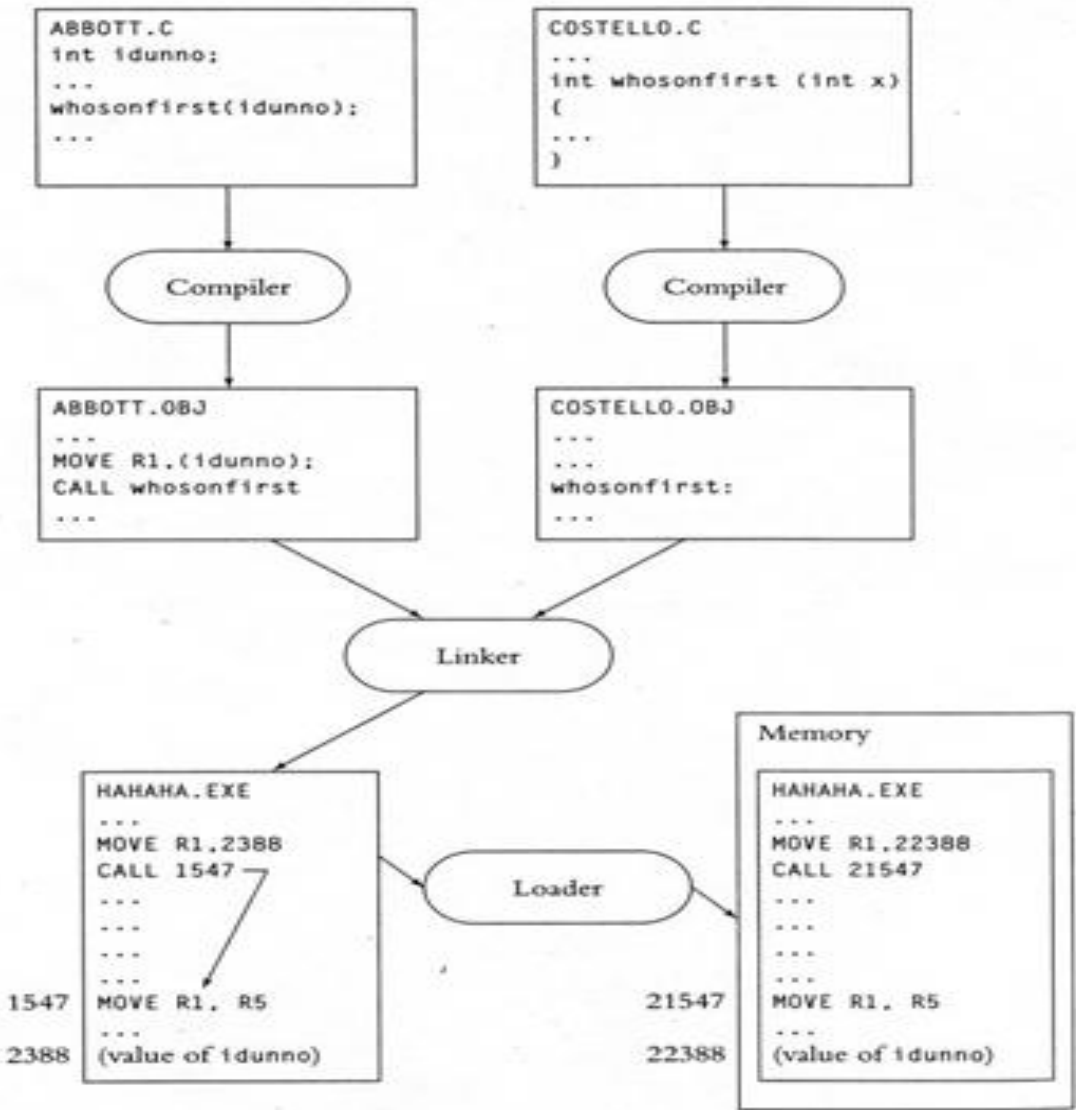 ABBOTT.C
int idunno;
...
whosonfirst(idunno);
...
COSTELLO.C
...
int whosonfirst (int x)
{
...
}
Compiler
Compiler
ABBOTT.OBJ
...
MOVE R1,(idunno);
CALL whosonfirst
...
COSTELLO.OBJ
...
...
whosonfirst:
...
Linker
HAHAHA.EXE
...
MOVE R1,2388
CALL 1547
...
...
...
...
1547 MOVE R1, R5
...
2388 (value of idunno)
Loader
Memory
HAHAHA.EXE
...
MOVE R1,22388
CALL 21547
...
...
...
...
21547 MOVE R1, R5
...
22388 (value of idunno)